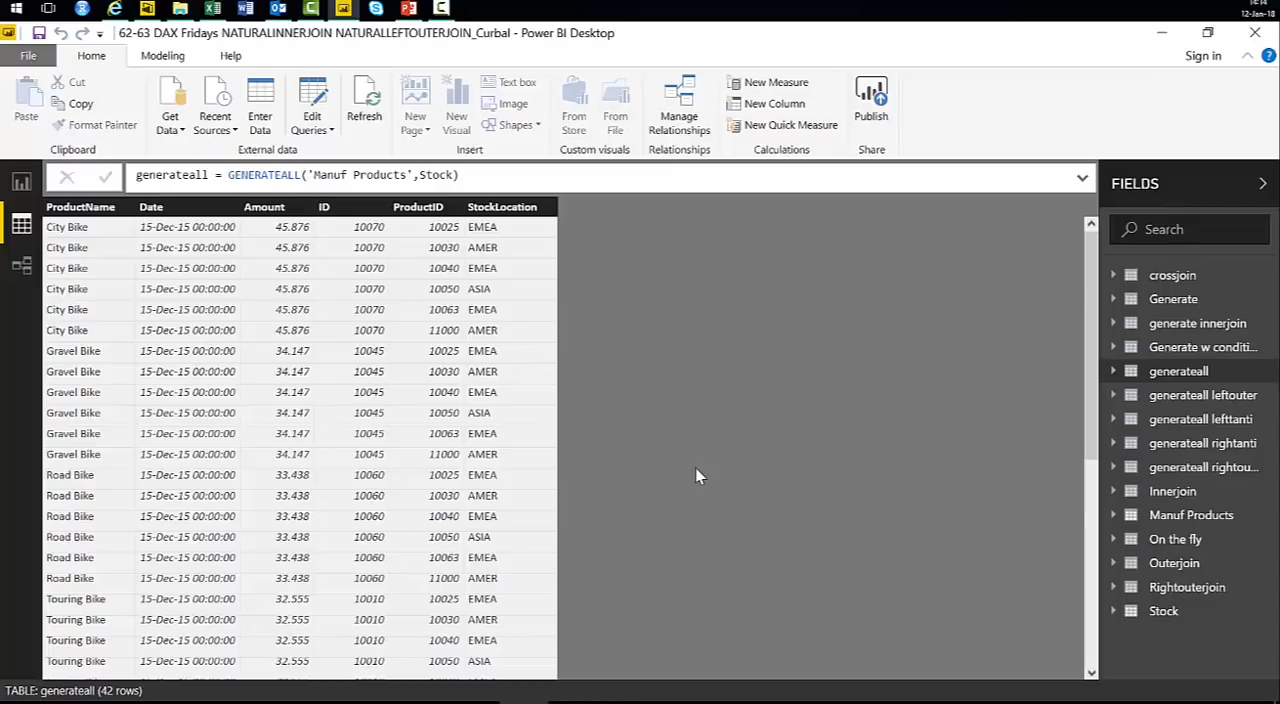 14:14
12-Jan-18
62-63 DAX Fridays NATURALINNERJOIN NATURALLEFTOUTERJOIN_Curbal - Power BI Desktop
File Home Modeling Help Sign in
Paste Cut Copy Format Painter
Clipboard
Get Data Recent Sources Enter Data Edit Queries Refresh
External data
New Page New Visual Text box Image Shapes
Insert
From Store From File
Custom visuals
Manage Relationships
Relationships
New Measure New Column New Quick Measure
Calculations
Publish
Share
generateall = GENERATEALL('Manuf Products',Stock)
ProductName Date Amount ID ProductID StockLocation
City Bike 15-Dec-15 00:00:00 45.876 10070 10025 EMEA
City Bike 15-Dec-15 00:00:00 45.876 10070 10030 AMER
City Bike 15-Dec-15 00:00:00 45.876 10070 10040 EMEA
City Bike 15-Dec-15 00:00:00 45.876 10070 10050 ASIA
City Bike 15-Dec-15 00:00:00 45.876 10070 10063 EMEA
City Bike 15-Dec-15 00:00:00 45.876 10070 11000 AMER
Gravel Bike 15-Dec-15 00:00:00 34.147 10045 10025 EMEA
Gravel Bike 15-Dec-15 00:00:00 34.147 10045 10030 AMER
Gravel Bike 15-Dec-15 00:00:00 34.147 10045 10040 EMEA
Gravel Bike 15-Dec-15 00:00:00 34.147 10045 10050 ASIA
Gravel Bike 15-Dec-15 00:00:00 34.147 10045 10063 EMEA
Gravel Bike 15-Dec-15 00:00:00 34.147 10045 11000 AMER
Road Bike 15-Dec-15 00:00:00 33.438 10060 10025 EMEA
Road Bike 15-Dec-15 00:00:00 33.438 10060 10030 AMER
Road Bike 15-Dec-15 00:00:00 33.438 10060 10040 EMEA
Road Bike 15-Dec-15 00:00:00 33.438 10060 10050 ASIA
Road Bike 15-Dec-15 00:00:00 33.438 10060 10063 EMEA
Road Bike 15-Dec-15 00:00:00 33.438 10060 11000 AMER
Touring Bike 15-Dec-15 00:00:00 32.555 10010 10025 EMEA
Touring Bike 15-Dec-15 00:00:00 32.555 10010 10030 AMER
Touring Bike 15-Dec-15 00:00:00 32.555 10010 10040 EMEA
Touring Bike 15-Dec-15 00:00:00 32.555 10010 10050 ASIA
FIELDS
Search
crossjoin
Generate
generate innerjoin
Generate w conditi...
generateall
generateall leftouter
generateall lefttanti
generateall rightanti
generateall rightou...
Innerjoin
Manuf Products
On the fly
Outerjoin
Rightouterjoin
Stock
TABLE: generateall (42 rows)